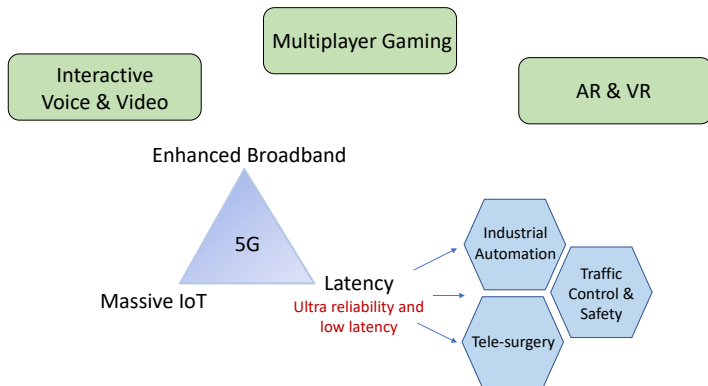 Multiplayer Gaming
Interactive
Voice & Video
AR & VR
Enhanced Broadband
5G
Massive IoT
Latency
Ultra reliability and
low latency
Industrial
Automation
Traffic
Control &
Safety
Tele-surgery